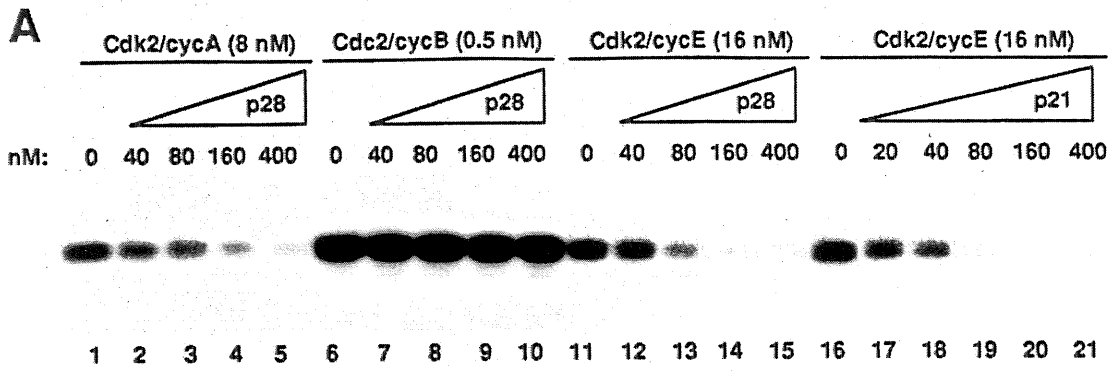 A
Cdk2/cycA (8 nM) Cdc2/cycB (0.5 nM) Cdk2/cycE (16 nM) Cdk2/cycE (16 nM)
p28 p28 p28 p21
nM: 0 40 80 160 400 0 40 80 160 400 0 40 80 160 400 0 20 40 80 160 400
1 2 3 4 5 6 7 8 9 10 11 12 13 14 15 16 17 18 19 20 21